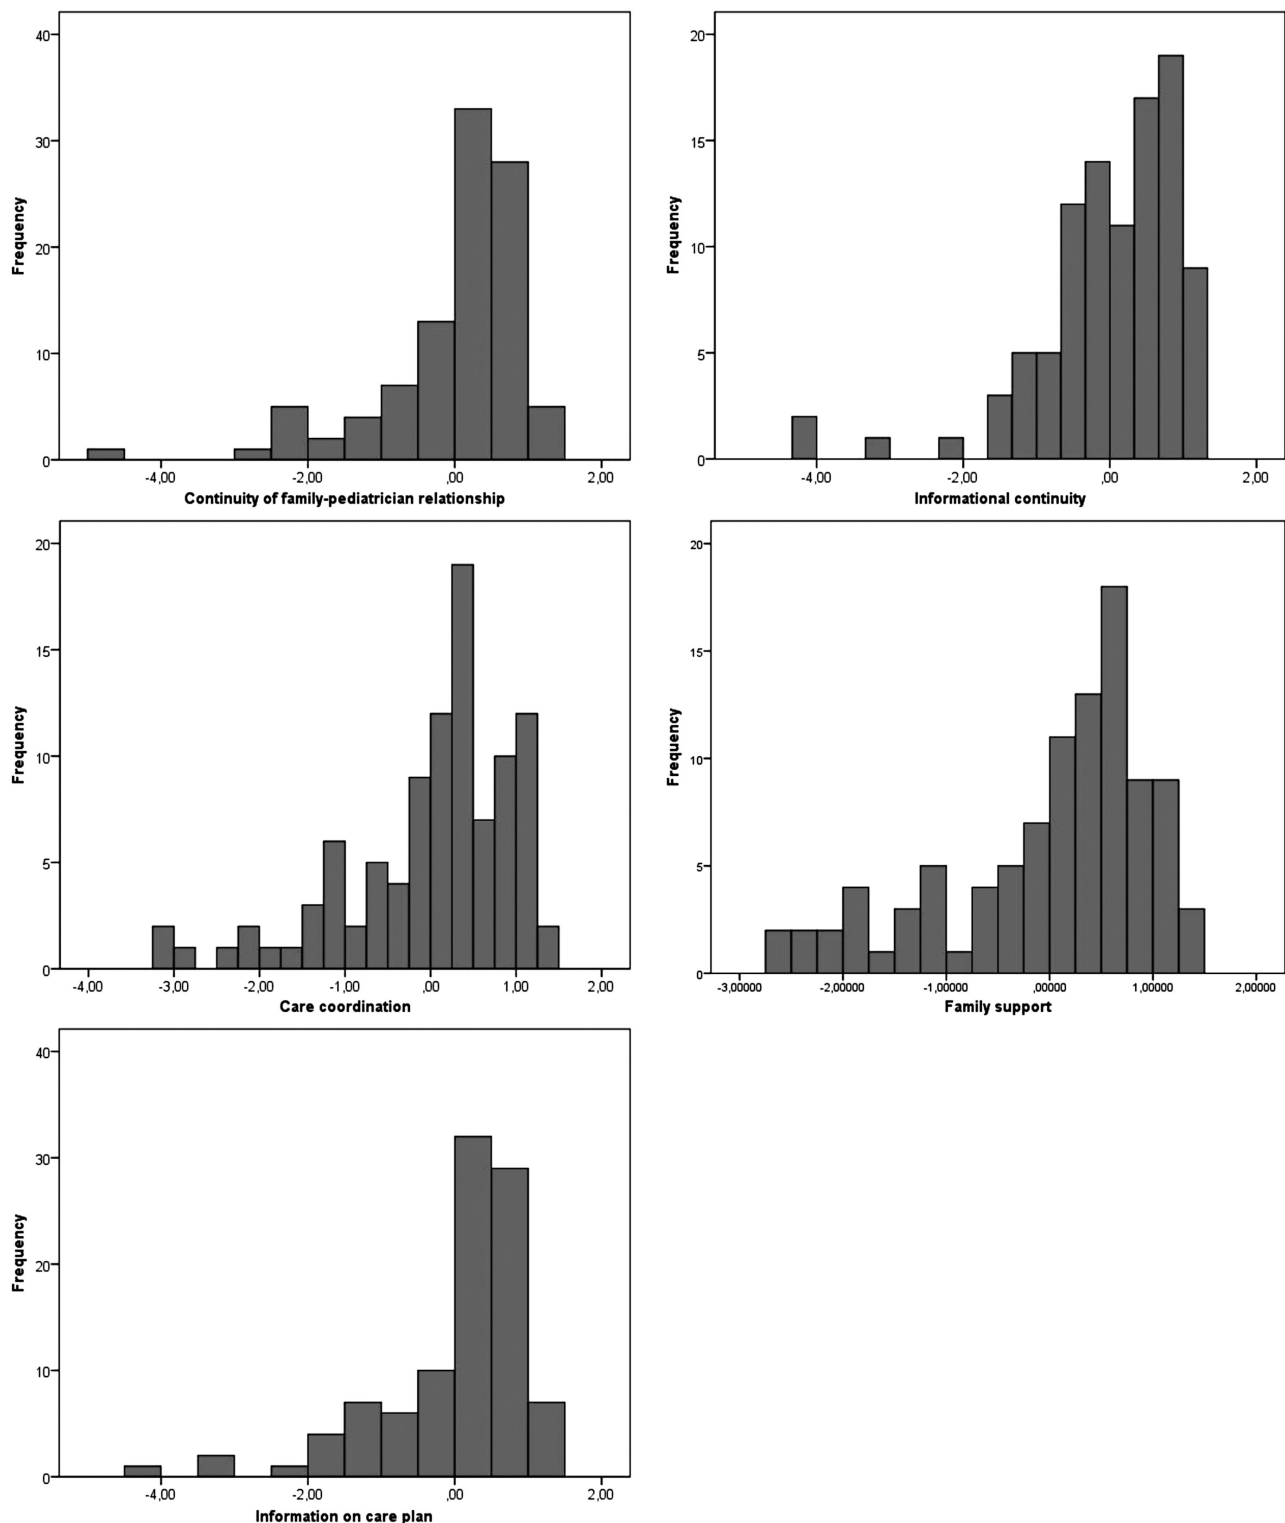 40
30
20
10
0
Frequency
-4,00 -2,00 ,00 2,00
Continuity of family-pediatrician relationship
20
15
10
5
0
Frequency
-4,00 -2,00 ,00 2,00
Informational continuity
20
15
10
5
0
Frequency
-4,00 -3,00 -2,00 -1,00 ,00 1,00 2,00
Care coordination
20
15
10
5
0
Frequency
-3,00000 -2,00000 -1,00000 ,00000 1,00000 2,00000
Family support
40
30
20
10
0
Frequency
-4,00 -2,00 ,00 2,00
Information on care plan